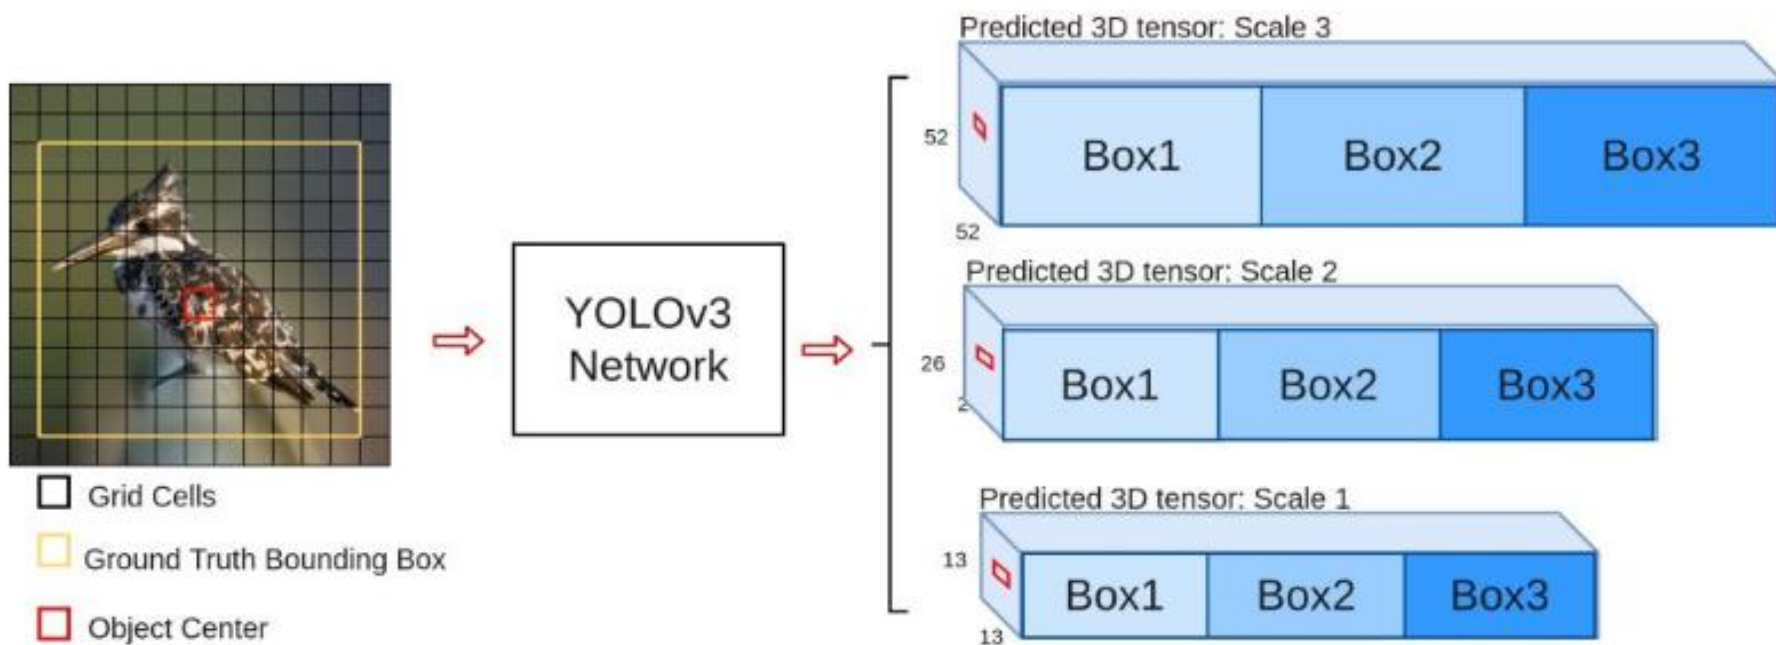 Predicted 3D tensor: Scale 3
52
Box1 Box2 Box3
52
Predicted 3D tensor: Scale 2
26
Box1 Box2 Box3
2
Predicted 3D tensor: Scale 1
13
Box1 Box2 Box3
13
YOLOv3
Network
Grid Cells
Ground Truth Bounding Box
Object Center